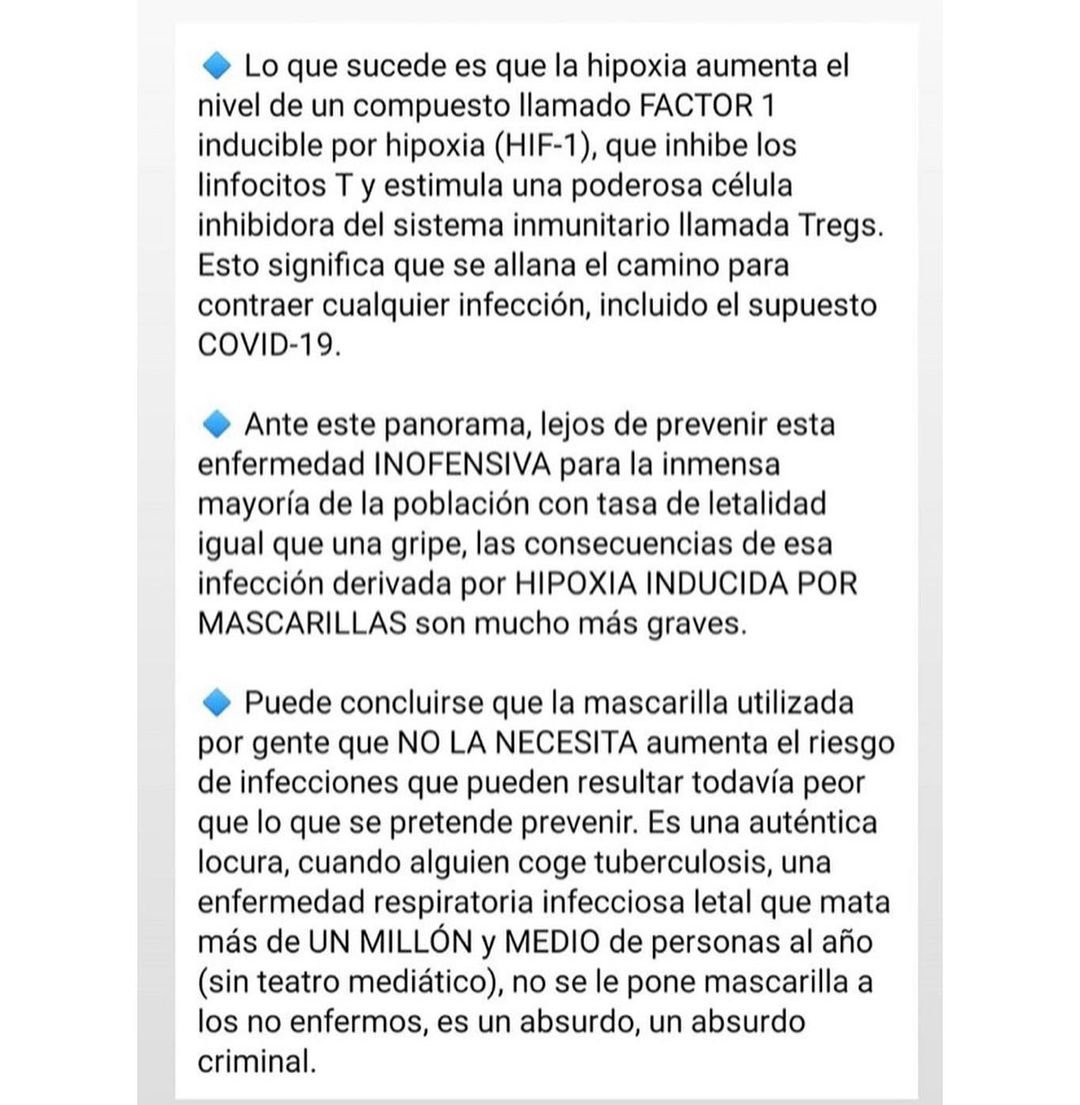 🔷 Lo que sucede es que la hipoxia aumenta el
nivel de un compuesto llamado FACTOR 1
inducible por hipoxia (HIF-1), que inhibe los
linfocitos T y estimula una poderosa célula
inhibidora del sistema inmunitario llamada Tregs.
Esto significa que se allana el camino para
contraer cualquier infección, incluido el supuesto
COVID-19.
🔷 Ante este panorama, lejos de prevenir esta
enfermedad INOFENSIVA para la inmensa
mayoría de la población con tasa de letalidad
igual que una gripe, las consecuencias de esa
infección derivada por HIPOXIA INDUCIDA POR
MASCARILLAS son mucho más graves.
🔷 Puede concluirse que la mascarilla utilizada
por gente que NO LA NECESITA aumenta el riesgo
de infecciones que pueden resultar todavía peor
que lo que se pretende prevenir. Es una auténtica
locura, cuando alguien coge tuberculosis, una
enfermedad respiratoria infecciosa letal que mata
más de UN MILLÓN y MEDIO de personas al año
(sin teatro mediático), no se le pone mascarilla a
los no enfermos, es un absurdo, un absurdo
criminal.